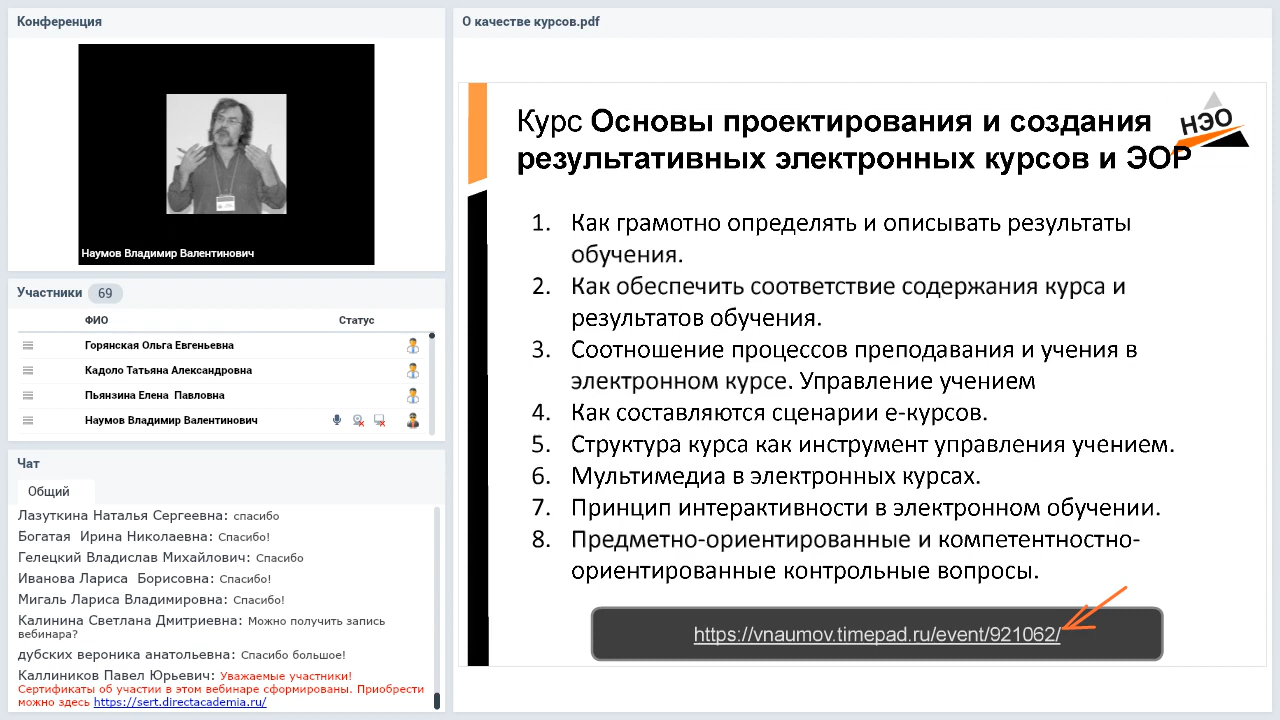 Конференция
Наумов Владимир Валентинович
Участники 69
ФИО Статус
Горянская Ольга Евгеньевна
Кадоло Татьяна Александровна
Пьянзина Елена  Павловна
Наумов Владимир Валентинович
Чат
Общий
Лазуткина Наталья Сергеевна: спасибо
Богатая  Ирина Николаевна: Спасибо!
Гелецкий Владислав Михайлович: Спасибо
Иванова Лариса  Борисовна: Спасибо!
Мигаль Лариса Владимировна: Спасибо!
Калинина Светлана Дмитриевна: Можно получить запись
вебинара?
дубских вероника анатольевна: Спасибо большое!
Каллиников Павел Юрьевич: Уважаемые участники!
Сертификаты об участии в этом вебинаре сформированы. Приобрести
можно здесь https://sert.directacademia.ru/
О качестве курсов.pdf
НЭО
Курс Основы проектирования и создания
результативных электронных курсов и ЭОР
1. Как грамотно определять и описывать результаты
обучения.
2. Как обеспечить соответствие содержания курса и
результатов обучения.
3. Соотношение процессов преподавания и учения в
электронном курсе. Управление учением
4. Как составляются сценарии е-курсов.
5. Структура курса как инструмент управления учением.
6. Мультимедиа в электронных курсах.
7. Принцип интерактивности в электронном обучении.
8. Предметно-ориентированные и компетентностно-
ориентированные контрольные вопросы.
https://vnaumov.timepad.ru/event/921062/